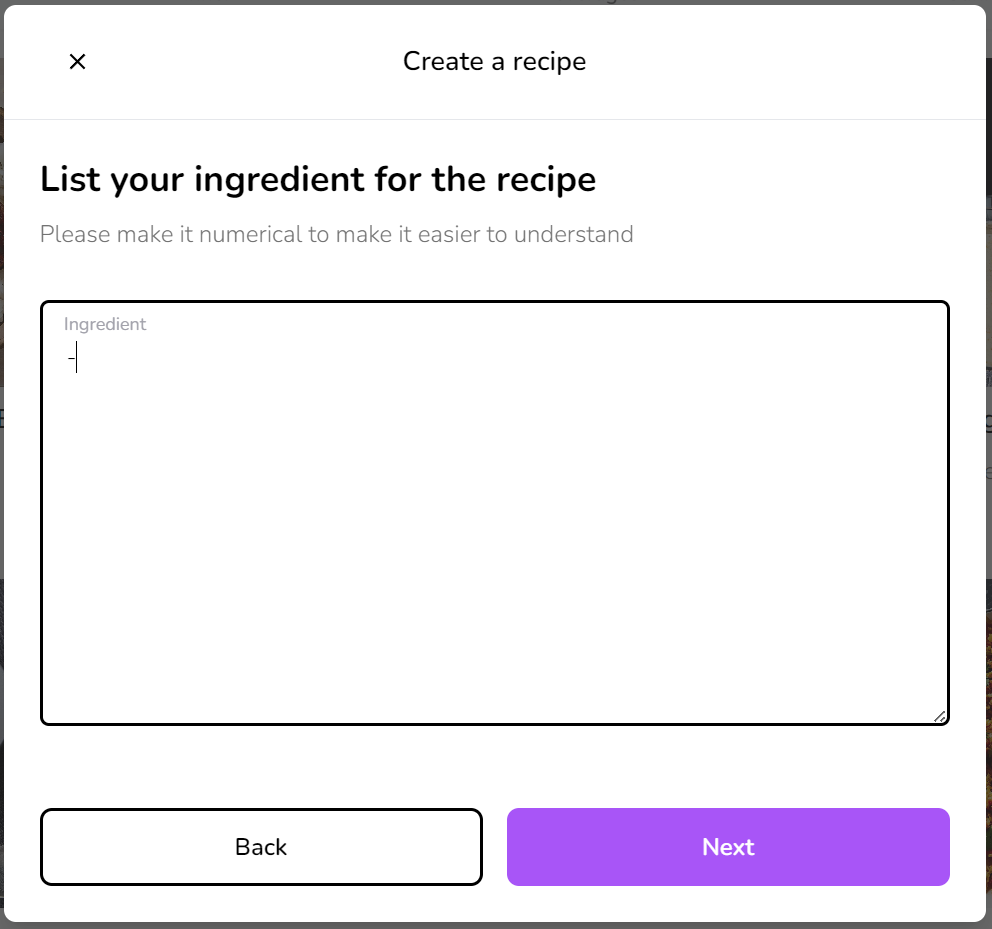 Create a recipe
List your ingredient for the recipe
Please make it numerical to make it easier to understand
Ingredient
-
Back
Next